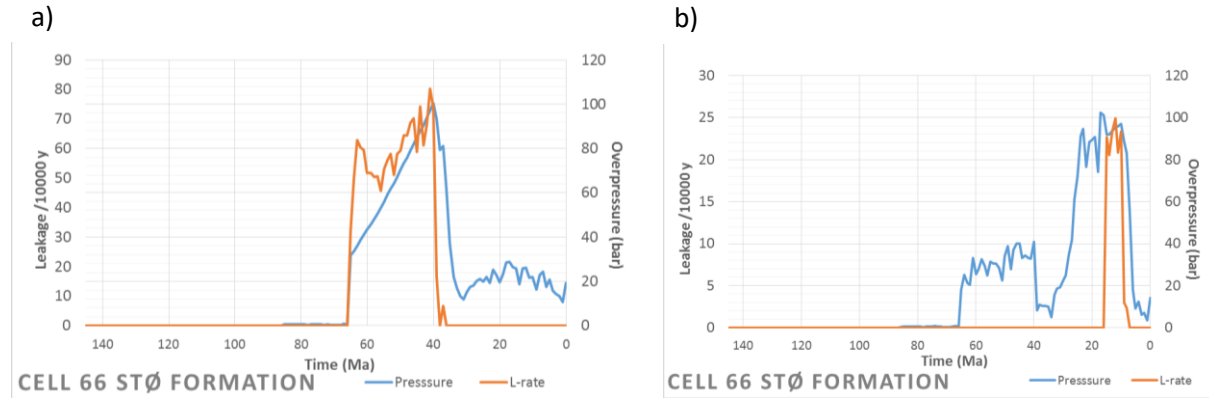 a)
b)
90
80
70
60
50
40
30
20
10
0
Leakage /10000 y
120
100
80
60
40
20
0
Overpressure (bar)
140 120 100 80 60 40 20 0
Time (Ma)
CELL 66 STØ FORMATION
Presssure L-rate
30
25
20
15
10
5
0
Leakage /10000 y
120
100
80
60
40
20
0
Overpressure (bar)
140 120 100 80 60 40 20 0
Time (Ma)
CELL 66 STØ FORMATION
Presssure L-rate